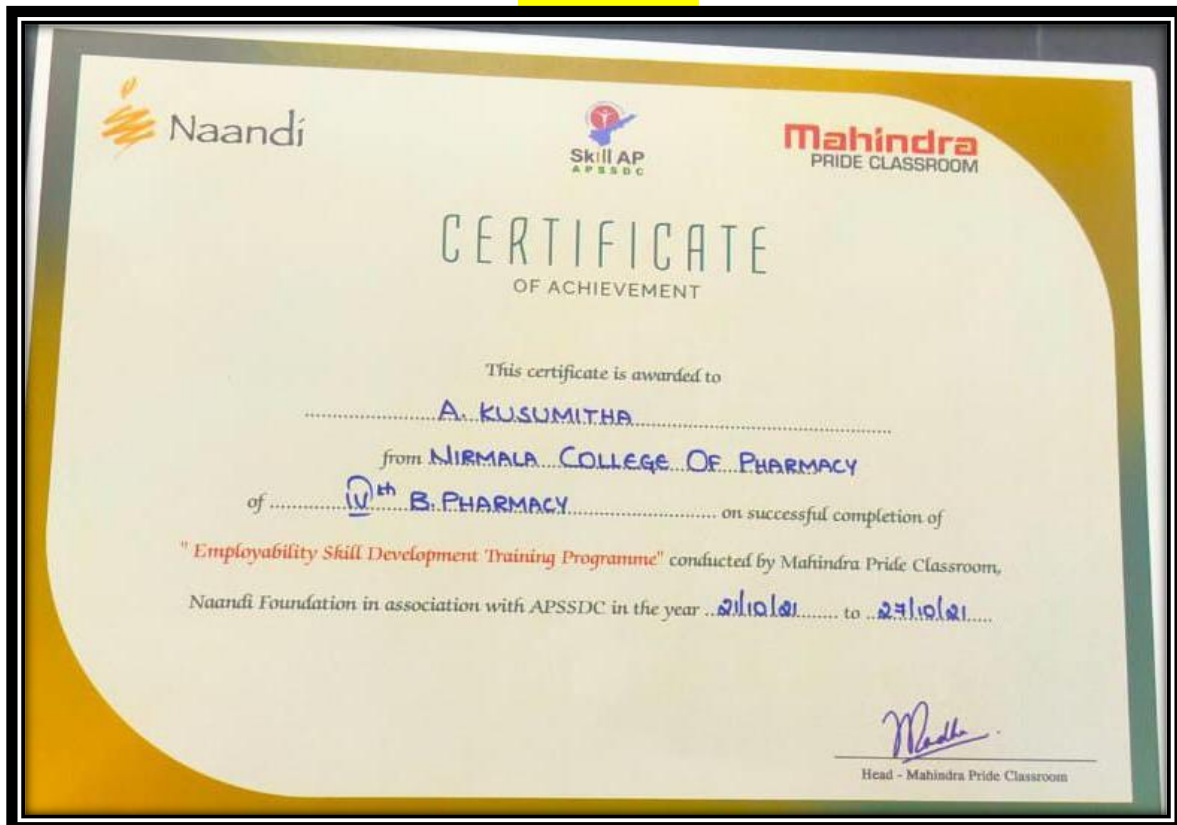 Naandi
Skill AP
APSSDC
Mahindra
PRIDE CLASSROOM
CERTIFICATE
OF ACHIEVEMENT
This certificate is awarded to
A. KUSUMITHA
from NIRMALA COLLEGE OF PHARMACY
of IVth B. PHARMACY on successful completion of
" Employability Skill Development Training Programme" conducted by Mahindra Pride Classroom,
Naandi Foundation in association with APSSDC in the year 21/10/21 to 27/10/21
Head - Mahindra Pride Classroom